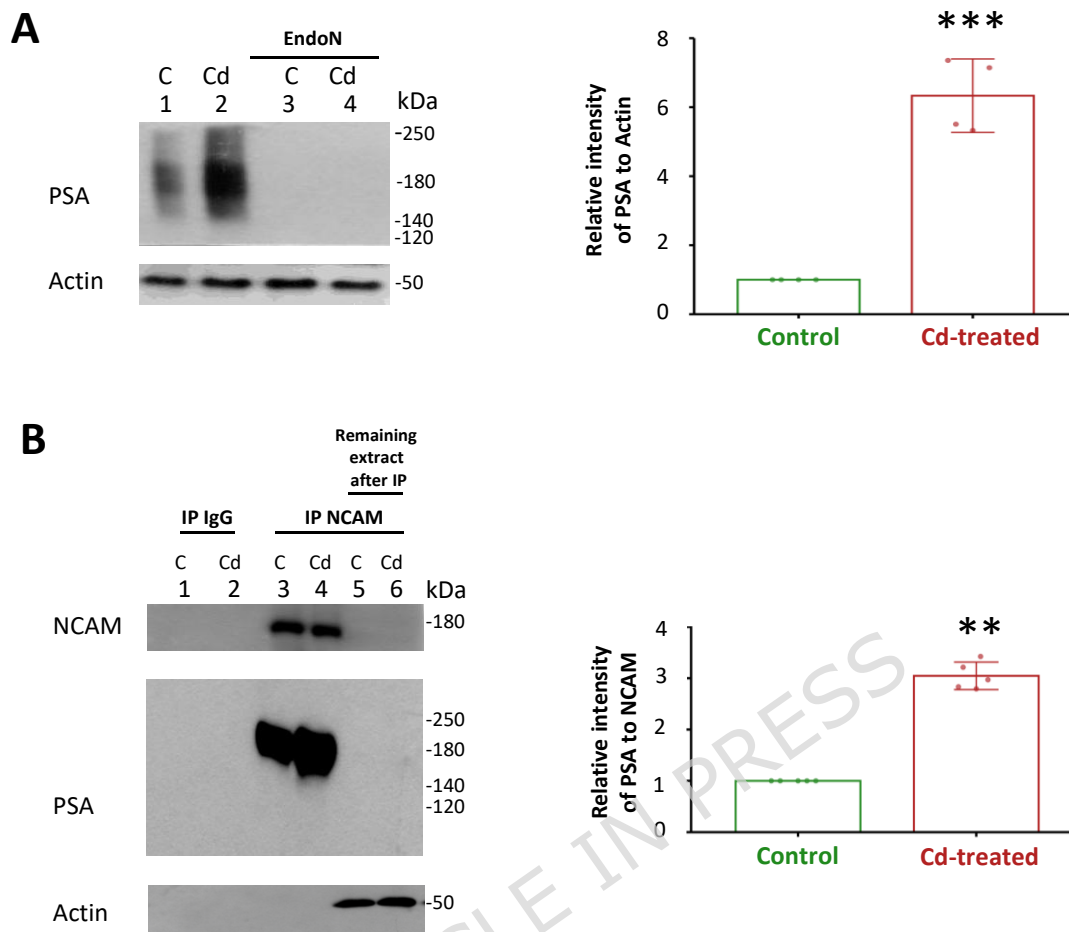 A
EndoN
C Cd C Cd
1 2 3 4 kDa
-250
-180
PSA
-140
-120
Actin
-50
***
Relative intensity
of PSA to Actin
8
6
4
2
0
Control Cd-treated
B
Remaining
extract
after IP
IP IgG IP NCAM
C Cd C Cd C Cd
1 2 3 4 5 6 kDa
NCAM
-180
-250
-180
-140
-120
PSA
Actin
-50
**
Relative intensity
of PSA to NCAM
4
3
2
1
0
Control Cd-treated
IN PRESS